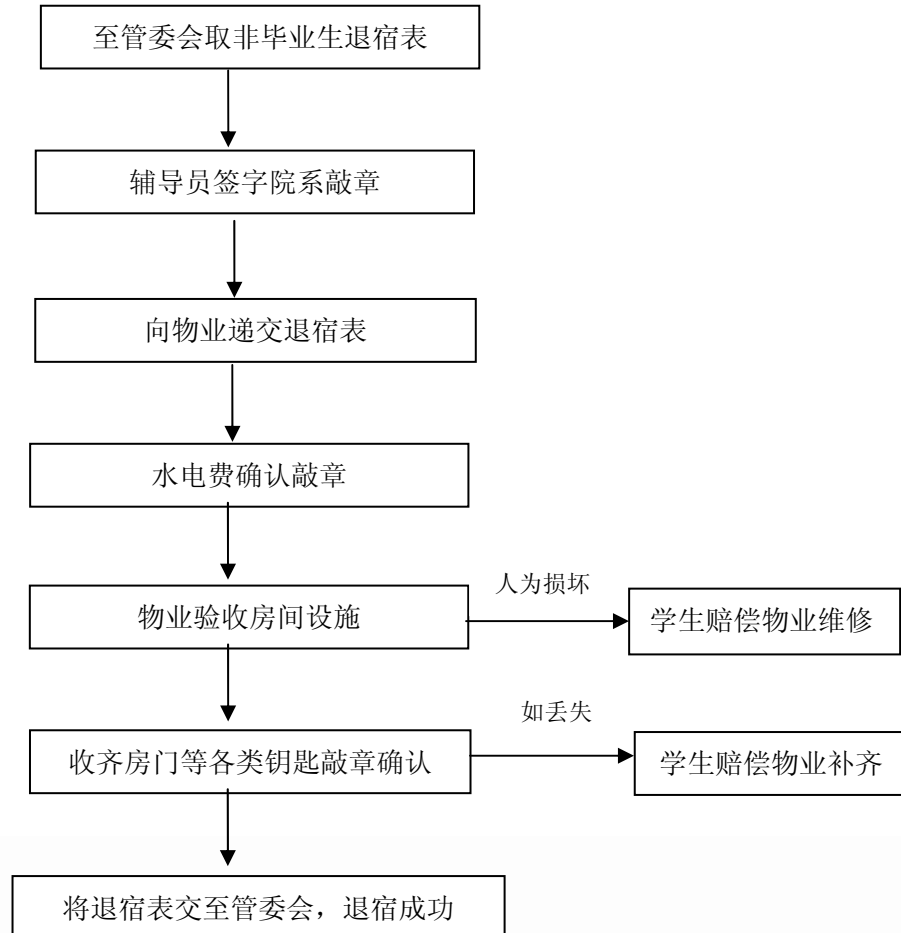 至管委会取非毕业生退宿表
辅导员签字院系敲章
向物业递交退宿表
水电费确认敲章
人为损坏
物业验收房间设施
学生赔偿物业维修
如丢失
收齐房门等各类钥匙敲章确认
学生赔偿物业补齐
将退宿表交至管委会，退宿成功